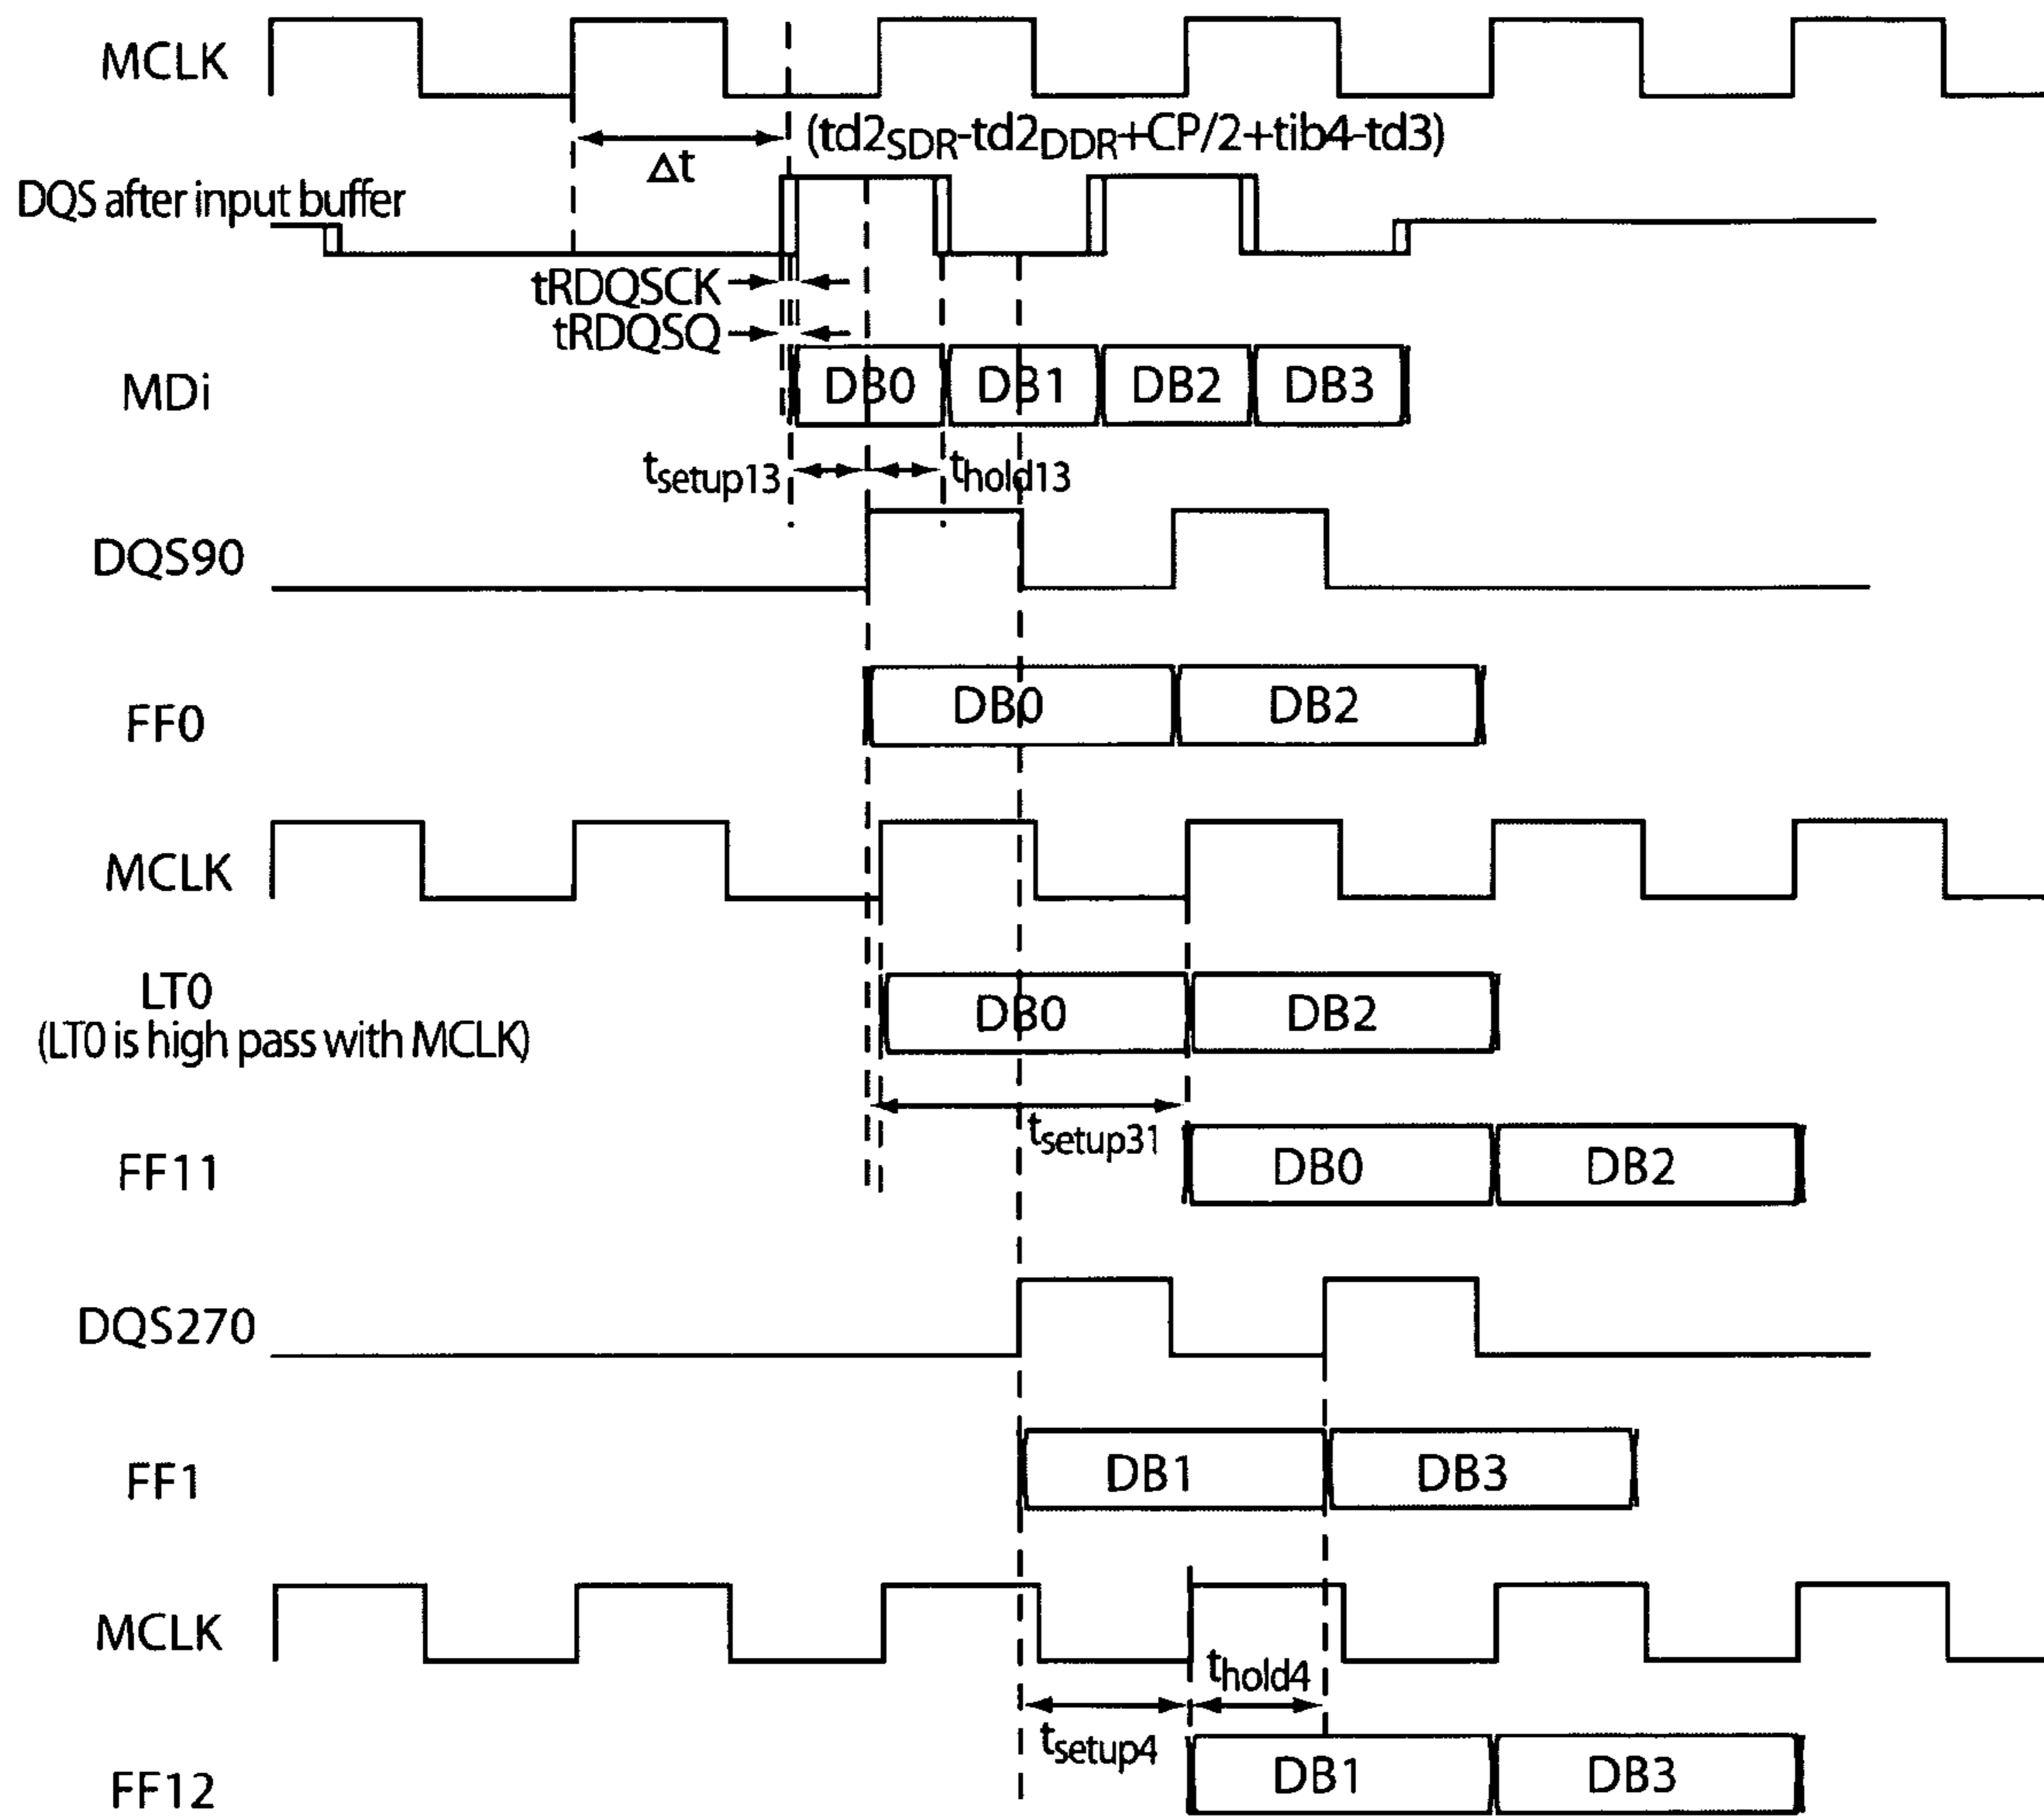 MCLK
(td2SDR-td2DDR+CP/2+tib4-td3)
Δt
DQS after input buffer
tRDQSCK
tRDQSQ
MDi
DB0 DB1 DB2 DB3
tsetup13 thold13
DQS90
FF0
DB0 DB2
MCLK
LT0
(LT0 is high pass with MCLK)
DB0 DB2
tsetup31
FF11
DB0 DB2
DQS270
FF1
DB1 DB3
MCLK
thold4
tsetup4
FF12
DB1 DB3